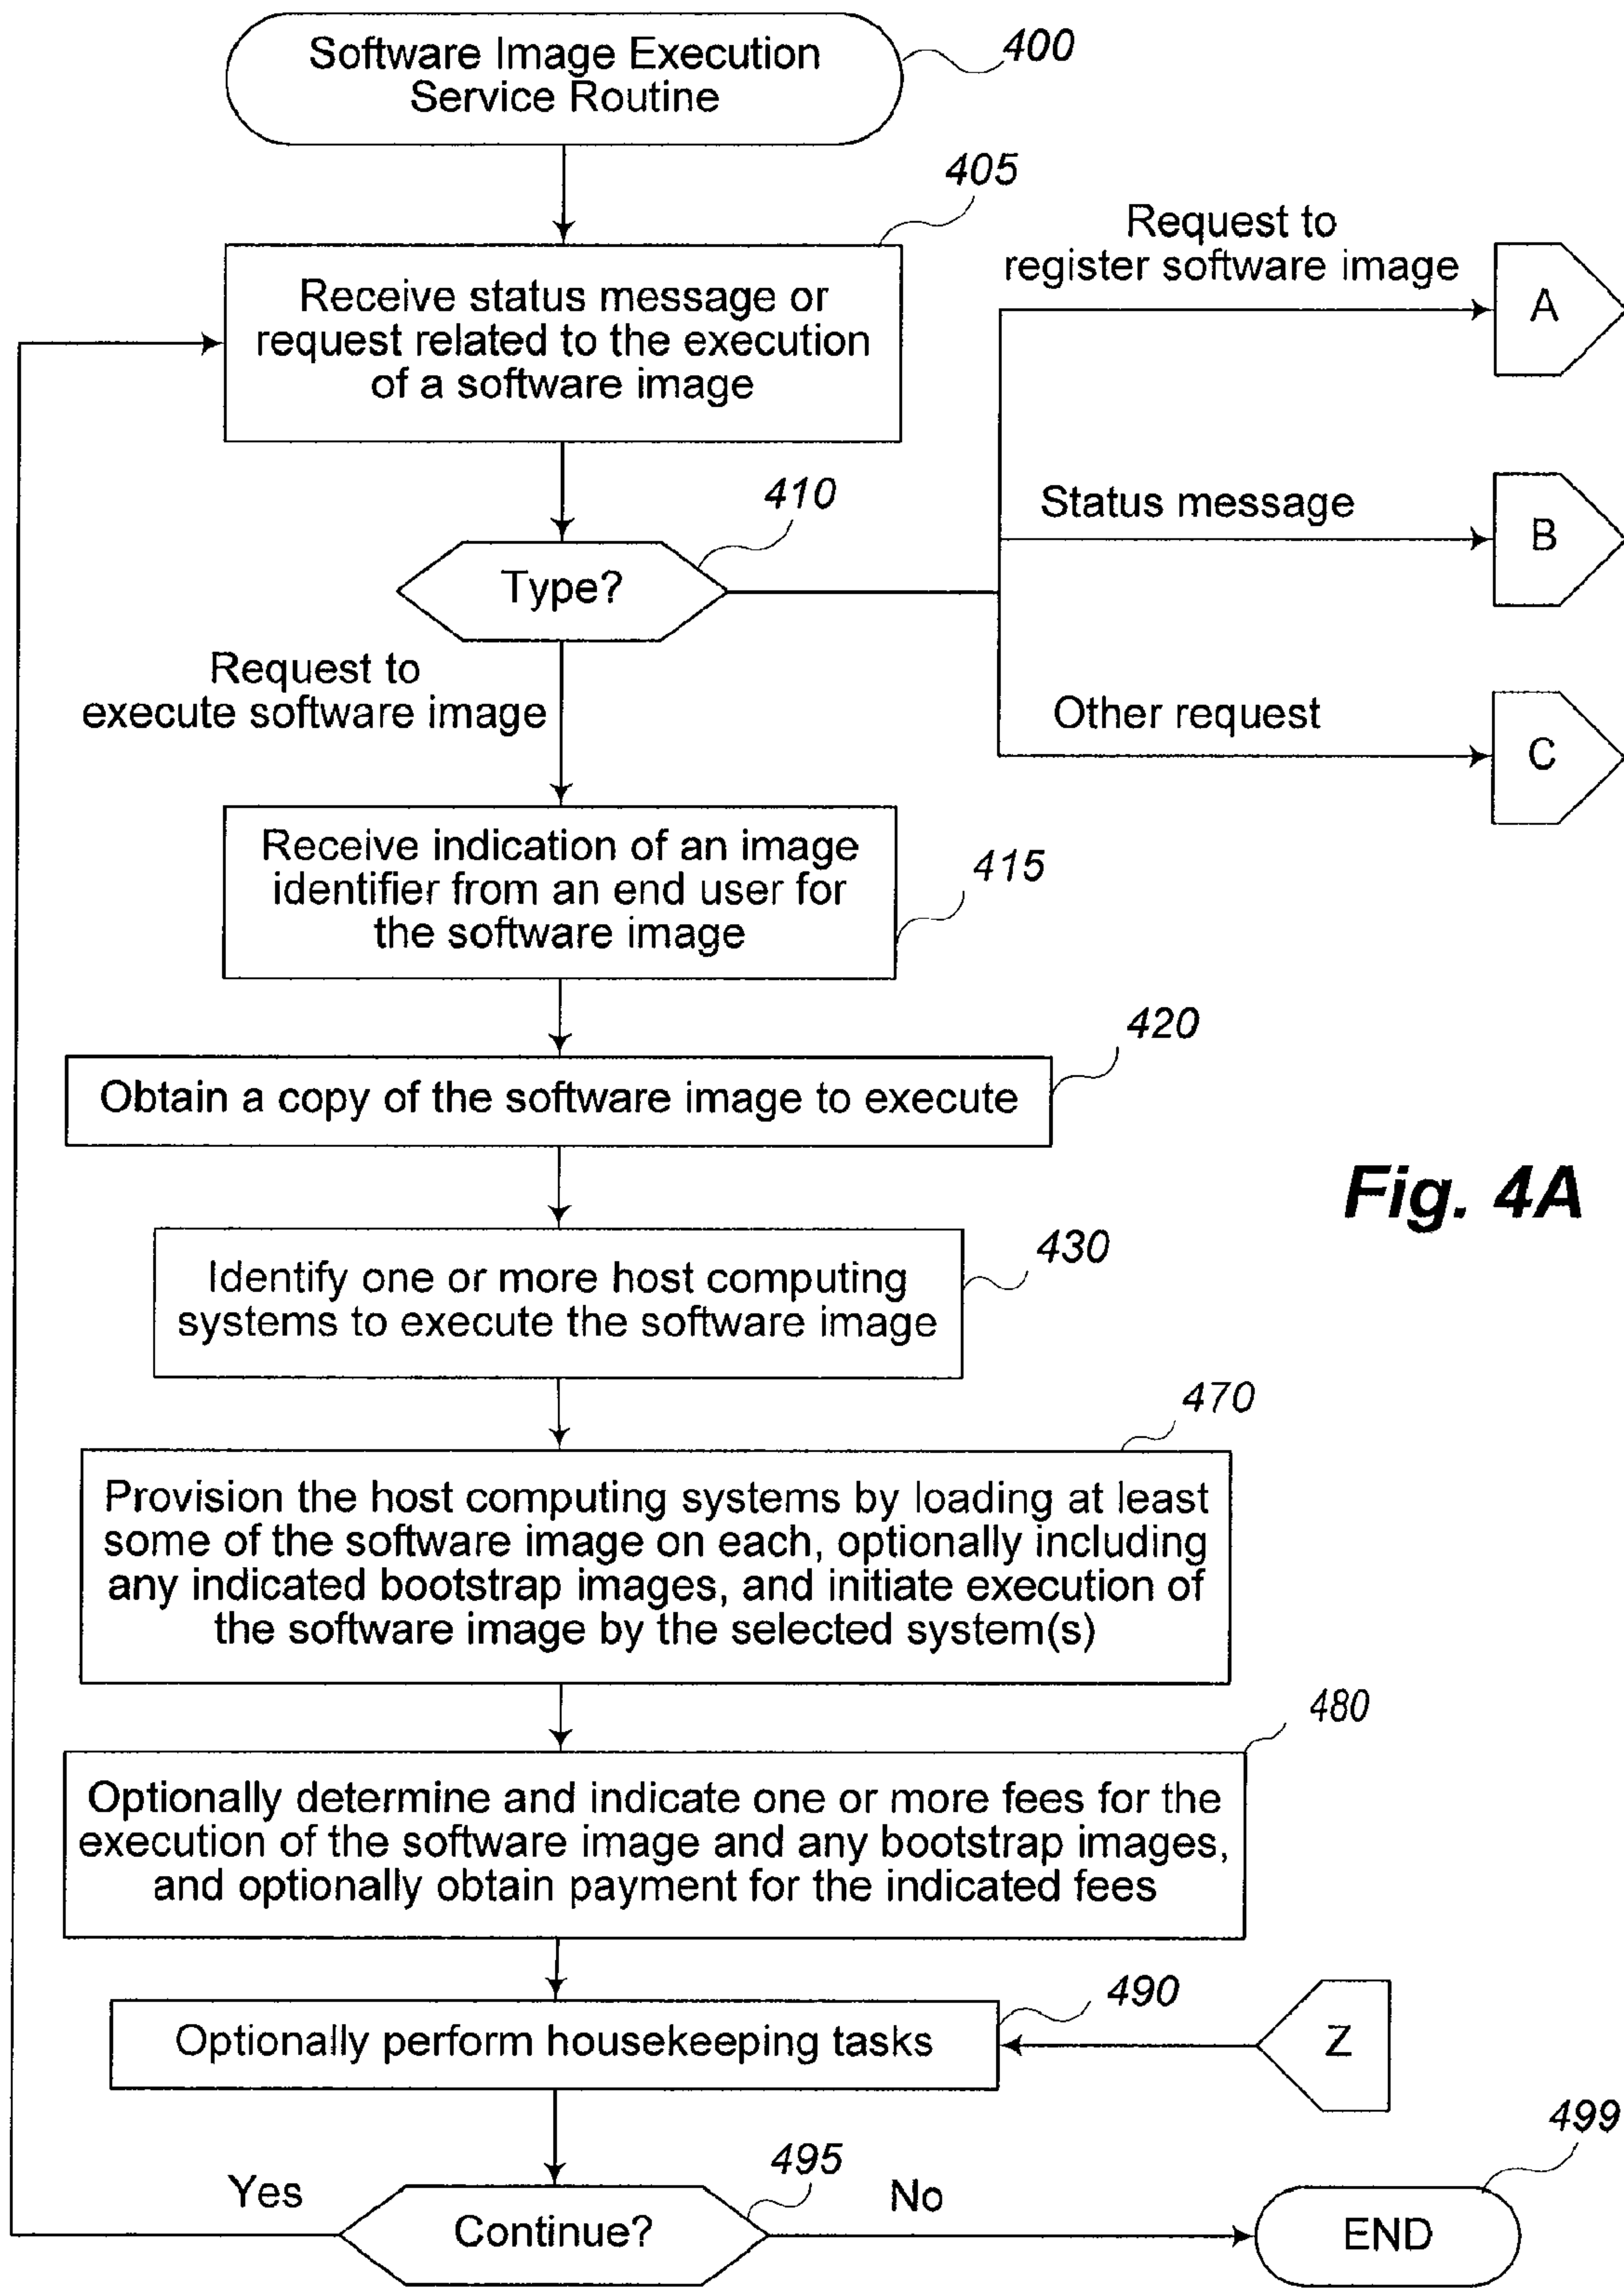 Software Image Execution
Service Routine
400
405
Receive status message or
request related to the execution
of a software image
Request to
register software image
A
410
Type?
Status message
B
Request to
execute software image
Other request
C
Receive indication of an image
identifier from an end user for
the software image
415
420
Obtain a copy of the software image to execute
Fig. 4A
430
Identify one or more host computing
systems to execute the software image
470
Provision the host computing systems by loading at least
some of the software image on each, optionally including
any indicated bootstrap images, and initiate execution of
the software image by the selected system(s)
480
Optionally determine and indicate one or more fees for the
execution of the software image and any bootstrap images,
and optionally obtain payment for the indicated fees
490
Optionally perform housekeeping tasks
Z
495
499
Yes
Continue?
No
END